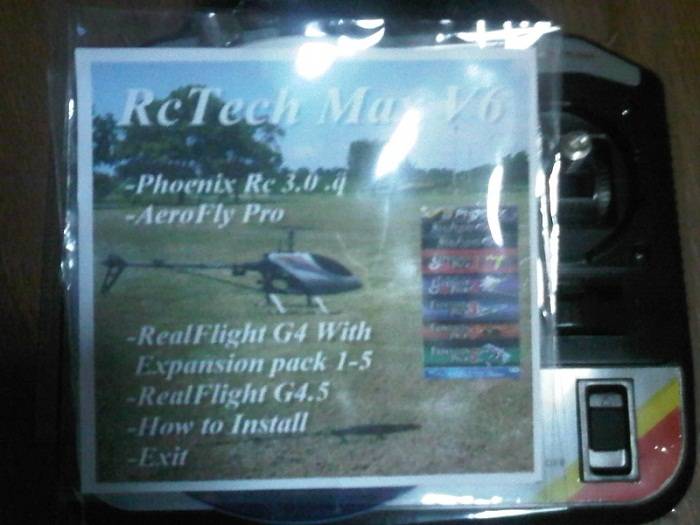 RcTech Max V6
-Phoenix Rc 3.0 .q
-AeroFly Pro
-RealFlight G4 With
Expansion pack 1-5
-RealFlight G4.5
-How to Install
-Exit